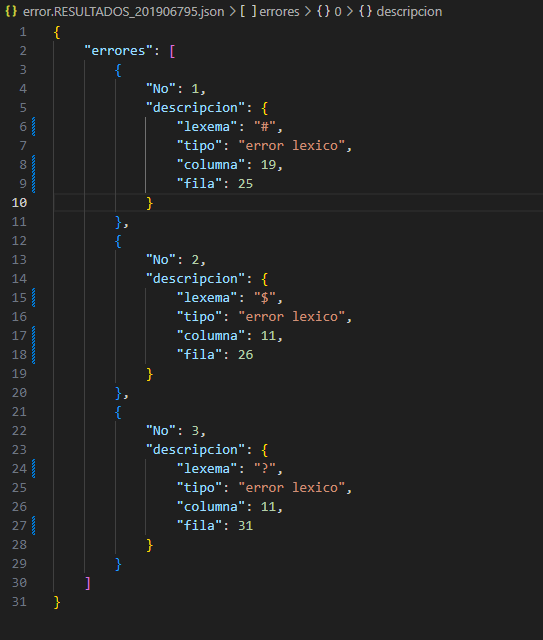 {} error.RESULTADOS_201906795.json > [ ] errores > {} 0 > {} descripcion
1 {
2 "errores": [
3 {
4 "No": 1,
5 "descripcion": {
6 "lexema": "#",
7 "tipo": "error lexico",
8 "columna": 19,
9 "fila": 25
10 }
11 },
12 {
13 "No": 2,
14 "descripcion": {
15 "lexema": "$",
16 "tipo": "error lexico",
17 "columna": 11,
18 "fila": 26
19 }
20 },
21 {
22 "No": 3,
23 "descripcion": {
24 "lexema": "?",
25 "tipo": "error lexico",
26 "columna": 11,
27 "fila": 31
28 }
29 }
30 ]
31 }